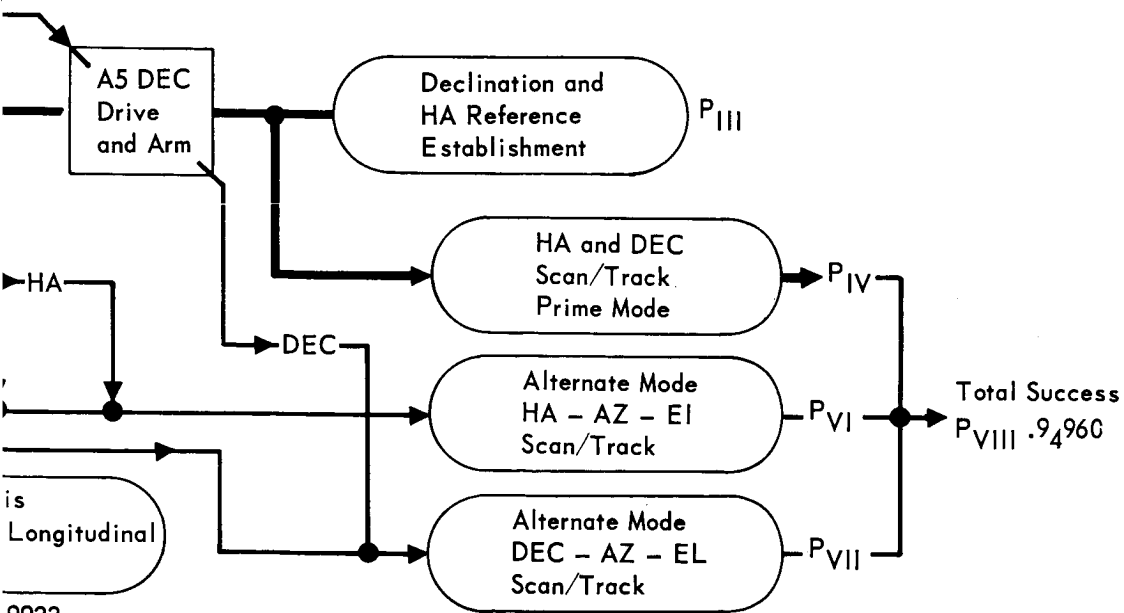 A5 DEC
Drive
and Arm
Declination and
HA Reference
Establishment
P_III
HA and DEC
Scan/Track
Prime Mode
P_IV
HA
DEC
Alternate Mode
HA – AZ – EI
Scan/Track
P_VI
Total Success
P_VIII .9_4960
is
Longitudinal
Alternate Mode
DEC – AZ – EL
Scan/Track
P_VII